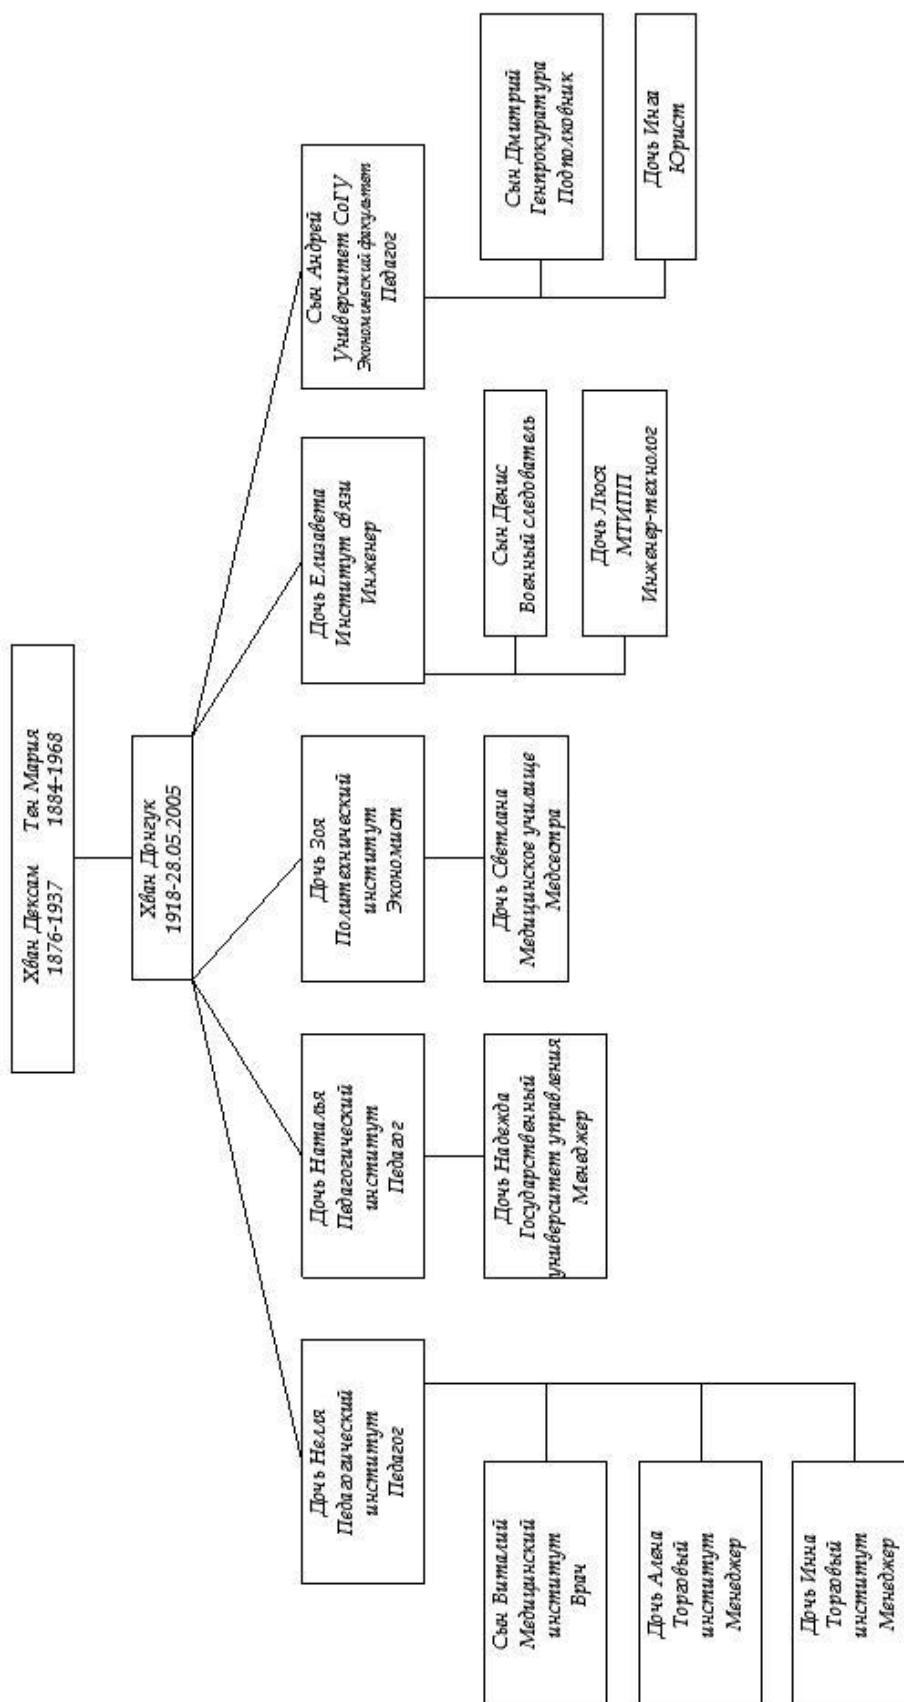 Хван Дексам Тен Мария
1876-1937 1884-1968
Хван Донгук
1918-28.05.2005
Дочь Нелля
Педагогический
институт
Педагог
Дочь Наталья
Педагогический
институт
Педагог
Дочь Зоя
Политехнический
институт
Экономист
Дочь Елизавета
Институт связи
Инженер
Сын Андрей
Университет СоГУ
Экономический факультет
Педагог
Сын Виталий
Медицинский
институт
Врач
Дочь Алена
Торговый
институт
Менеджер
Дочь Инна
Торговый
институт
Менеджер
Дочь Надежда
Государственный
университет управления
Менеджер
Дочь Светлана
Медицинское училище
Медсестра
Сын Денис
Военный следователь
Дочь Люся
МТИПП
Инженер-технолог
Сын Дмитрий
Генпрокуратура
Подполковник
Дочь Инга
Юрист